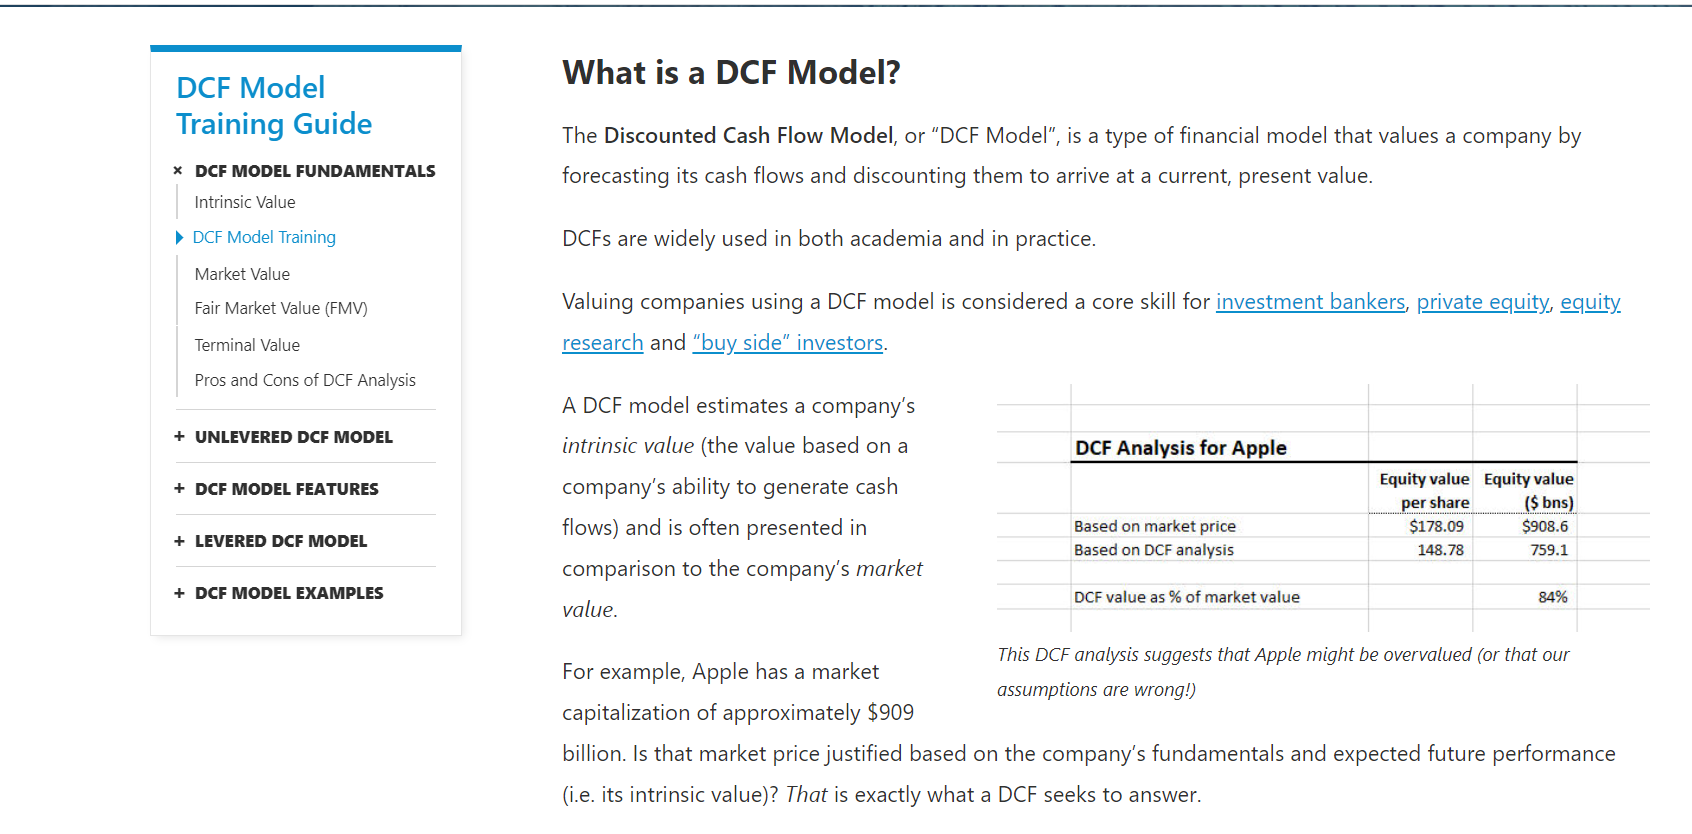 DCF Model
Training Guide
× DCF MODEL FUNDAMENTALS
Intrinsic Value
DCF Model Training
Market Value
Fair Market Value (FMV)
Terminal Value
Pros and Cons of DCF Analysis
+ UNLEVERED DCF MODEL
+ DCF MODEL FEATURES
+ LEVERED DCF MODEL
+ DCF MODEL EXAMPLES
What is a DCF Model?
The Discounted Cash Flow Model, or “DCF Model”, is a type of financial model that values a company by
forecasting its cash flows and discounting them to arrive at a current, present value.
DCFs are widely used in both academia and in practice.
Valuing companies using a DCF model is considered a core skill for investment bankers, private equity, equity
research and “buy side” investors.
A DCF model estimates a company’s
intrinsic value (the value based on a
company’s ability to generate cash
flows) and is often presented in
comparison to the company’s market
value.
DCF Analysis for Apple
Equity value Equity value
per share ($ bns)
Based on market price $178.09 $908.6
Based on DCF analysis 148.78 759.1
DCF value as % of market value 84%
This DCF analysis suggests that Apple might be overvalued (or that our
assumptions are wrong!)
For example, Apple has a market
capitalization of approximately $909
billion. Is that market price justified based on the company’s fundamentals and expected future performance
(i.e. its intrinsic value)? That is exactly what a DCF seeks to answer.